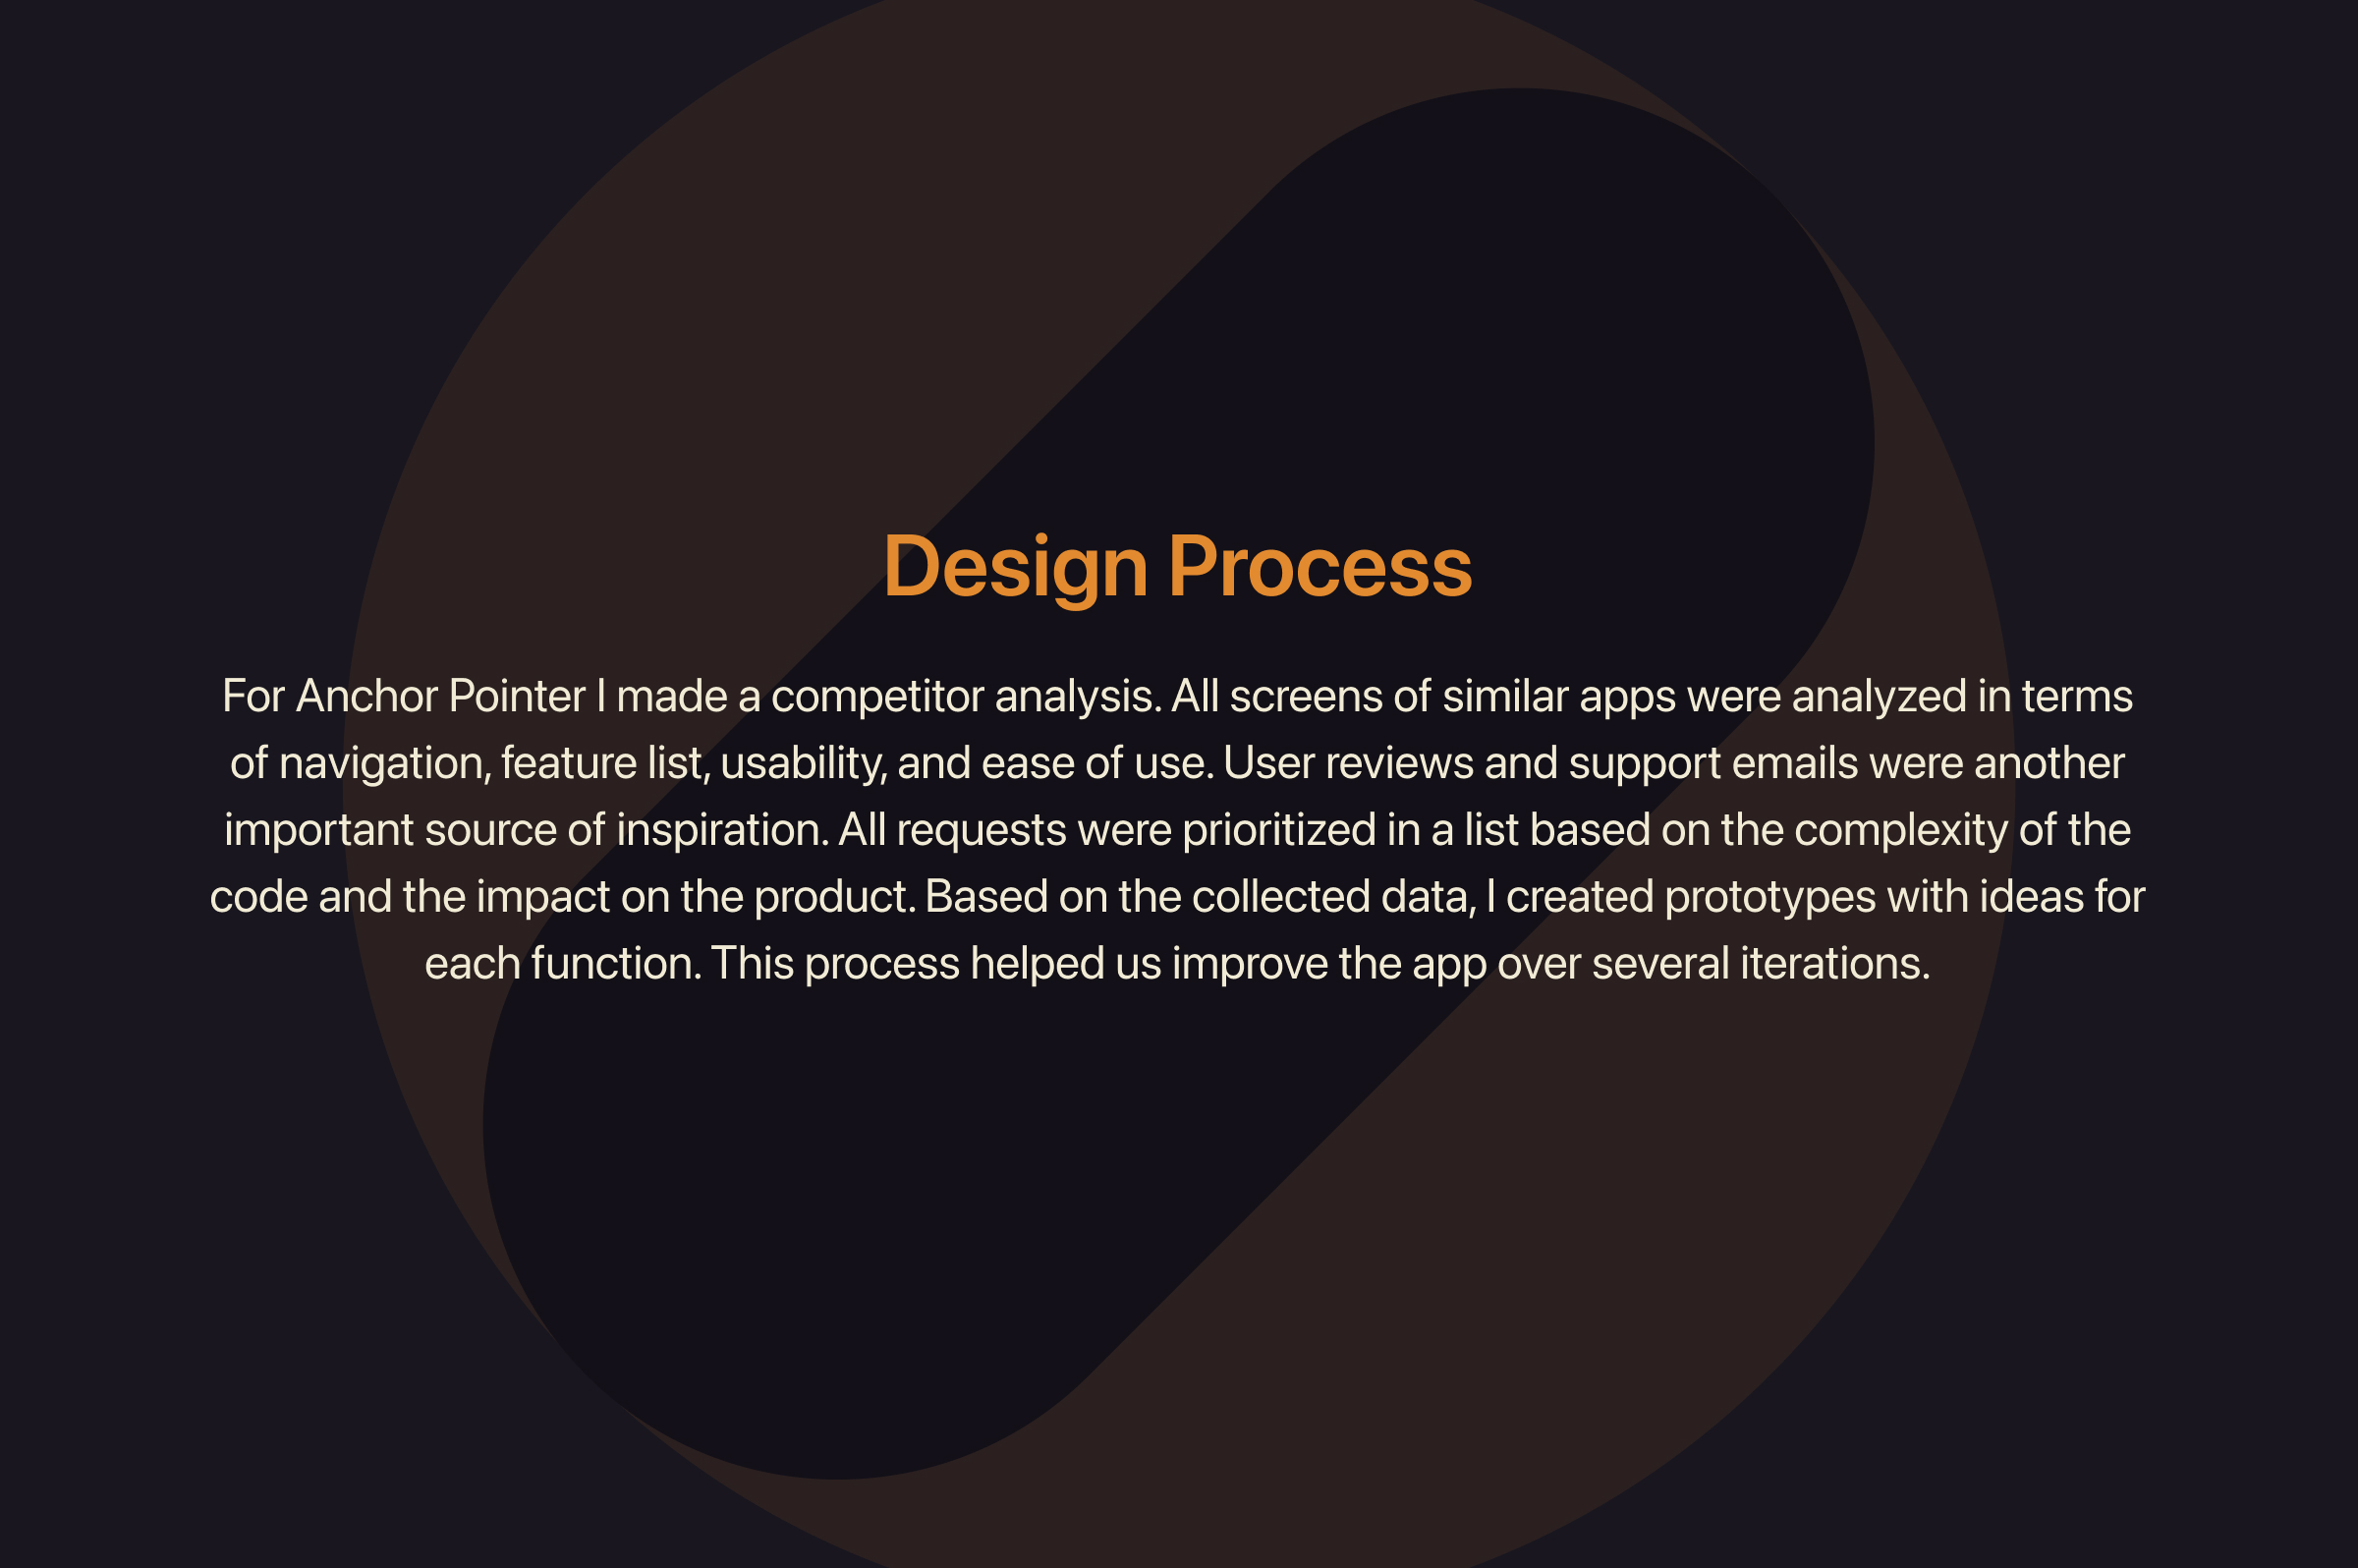 Design Process
For Anchor Pointer I made a competitor analysis. All screens of similar apps were analyzed in terms
of navigation, feature list, usability, and ease of use. User reviews and support emails were another
important source of inspiration. All requests were prioritized in a list based on the complexity of the
code and the impact on the product. Based on the collected data, I created prototypes with ideas for
each function. This process helped us improve the app over several iterations.